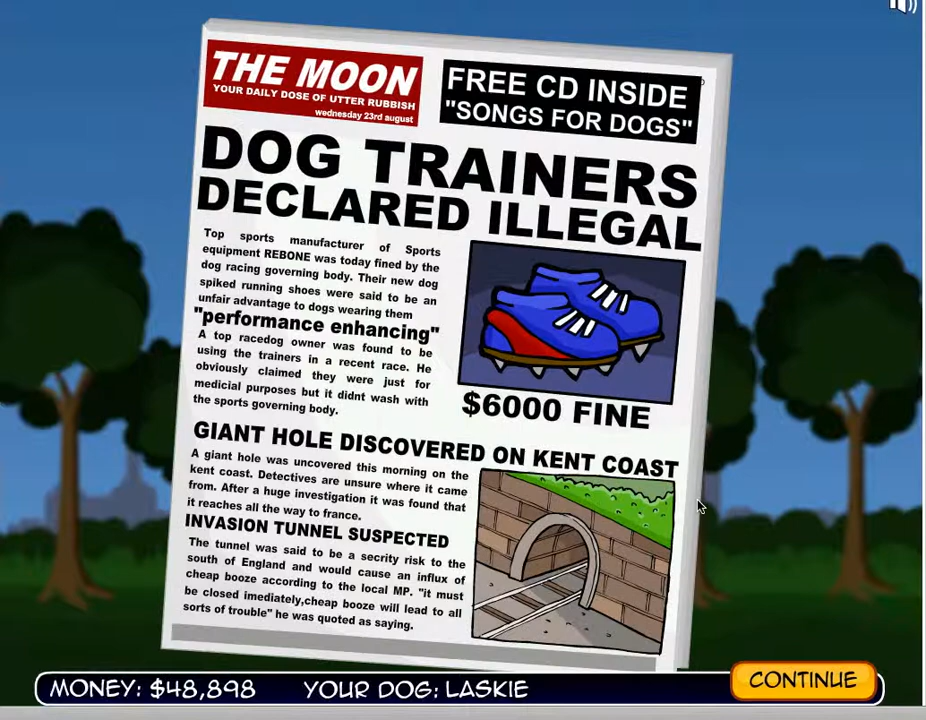 THE MOON
YOUR DAILY DOSE OF UTTER RUBBISH
wednesday 23rd august
FREE CD INSIDE
"SONGS FOR DOGS"
DOG TRAINERS
DECLARED ILLEGAL
Top sports manufacturer of Sports
equipment REBONE was today fined by the
dog racing governing body. Their new dog
spiked running shoes were said to be an
unfair advantage to dogs wearing them
"performance enhancing"
A top racedog owner was found to be
using the trainers in a recent race. He
obviously claimed they were just for
medicial purposes but it didnt wash with
the sports governing body.
$6000 FINE
GIANT HOLE DISCOVERED ON KENT COAST
A giant hole was uncovered this morning on the
kent coast. Detectives are unsure where it came
from. After a huge investigation it was found that
it reaches all the way to france.
INVASION TUNNEL SUSPECTED
The tunnel was said to be a secrity risk to the
south of England and would cause an influx of
cheap booze according to the local MP. "it must
be closed imediately,cheap booze will lead to all
sorts of trouble" he was quoted as saying.
MONEY: $48,898
YOUR DOG: LASKIE
CONTINUE